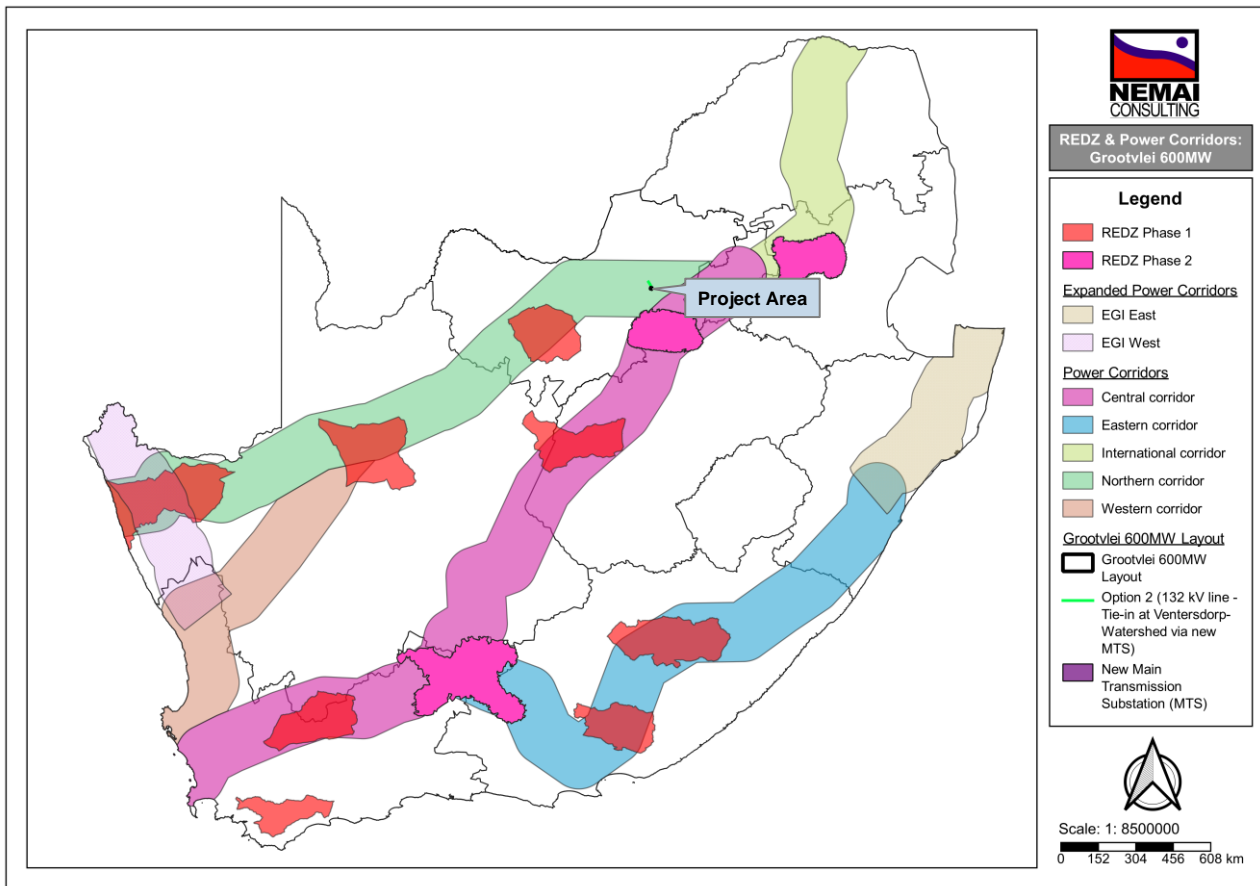 Project Area
NEMAI
CONSULTING
REDZ & Power Corridors:
Grootvlei 600MW
Legend
REDZ Phase 1
REDZ Phase 2
Expanded Power Corridors
EGI East
EGI West
Power Corridors
Central corridor
Eastern corridor
International corridor
Northern corridor
Western corridor
Grootvlei 600MW Layout
Grootvlei 600MW
Layout
Option 2 (132 kV line -
Tie-in at Ventersdorp-
Watershed via new
MTS)
New Main
Transmission
Substation (MTS)
Scale: 1: 8500000
0 152 304 456 608 km